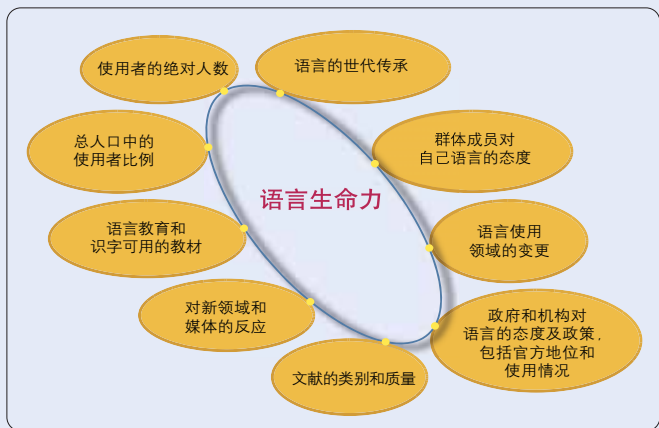 使用者的绝对人数
语言的世代传承
总人口中的
使用者比例
群体成员对
自己语言的态度
语言生命力
语言教育和
识字可用的教材
语言使用
领域的变更
对新领域和
媒体的反应
政府和机构对
语言的态度及政策，
包括官方地位和
使用情况
文献的类别和质量